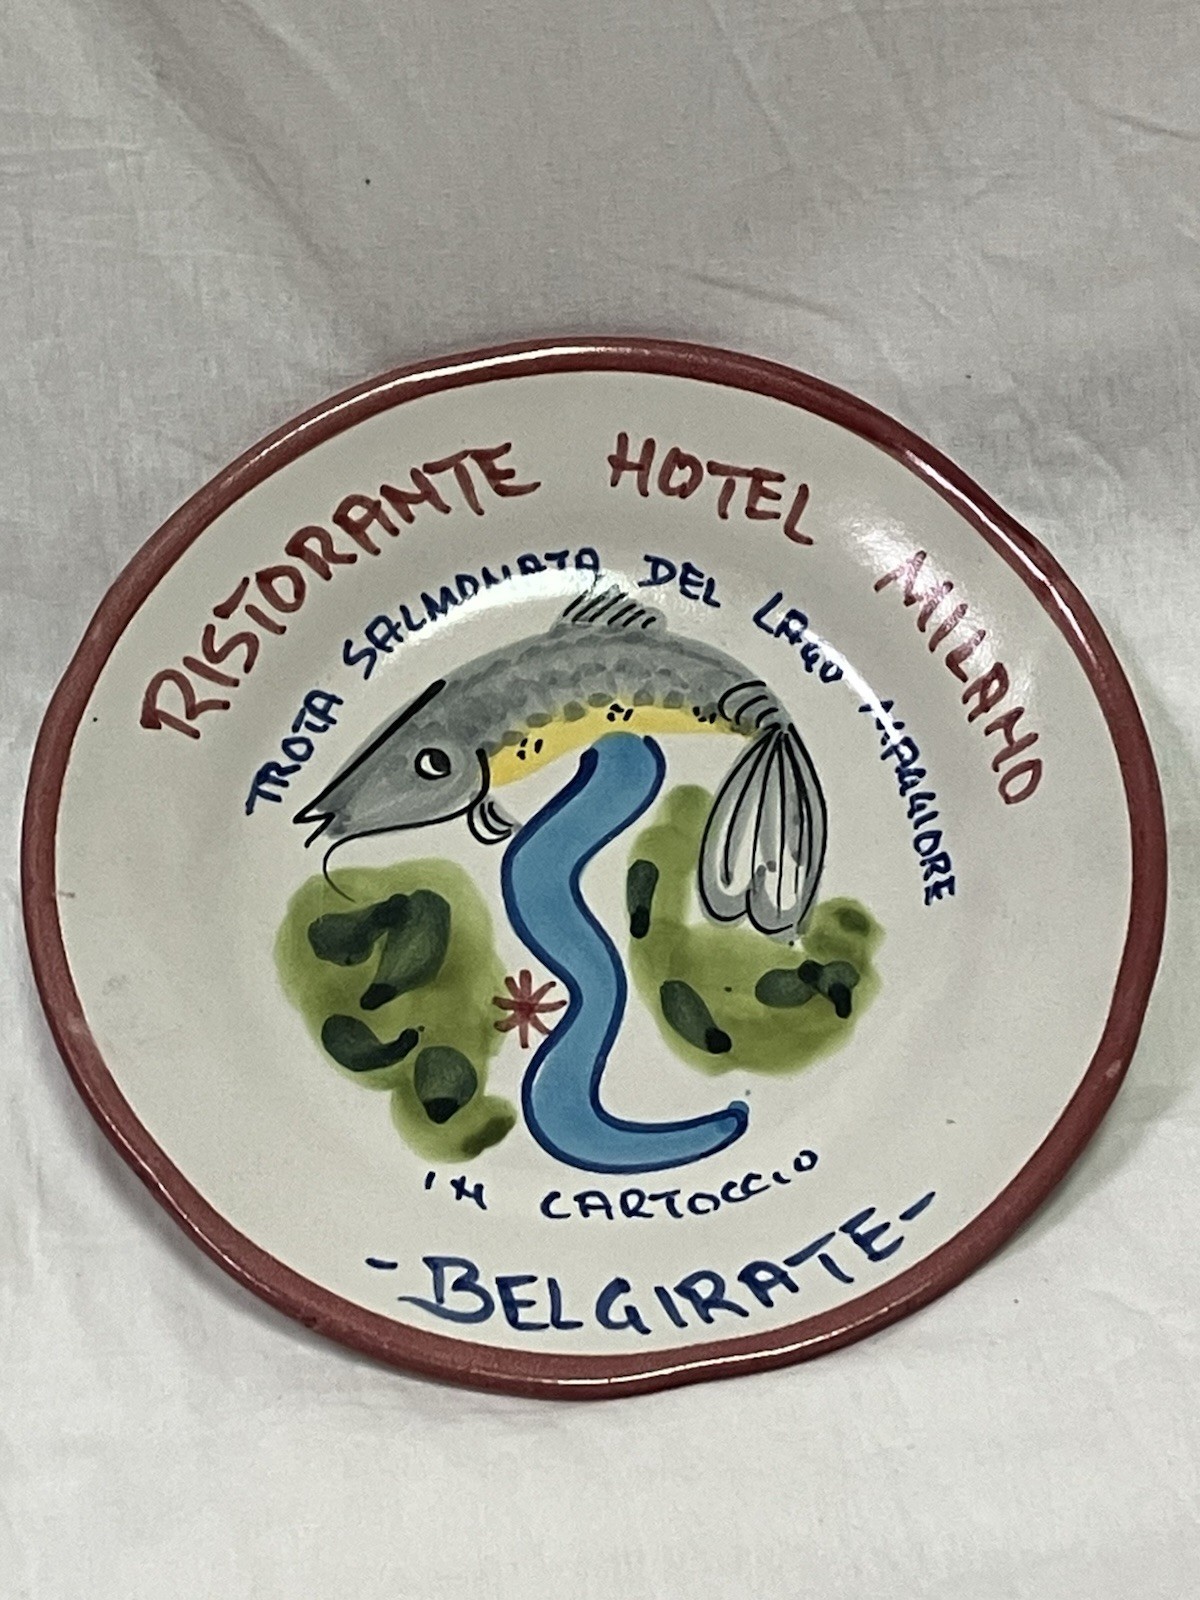 RISTORANTE HOTEL MILANO
TROTA SALMONATA DEL LAGO MAGGIORE
IN CARTOCCIO
-BELGIRATE-